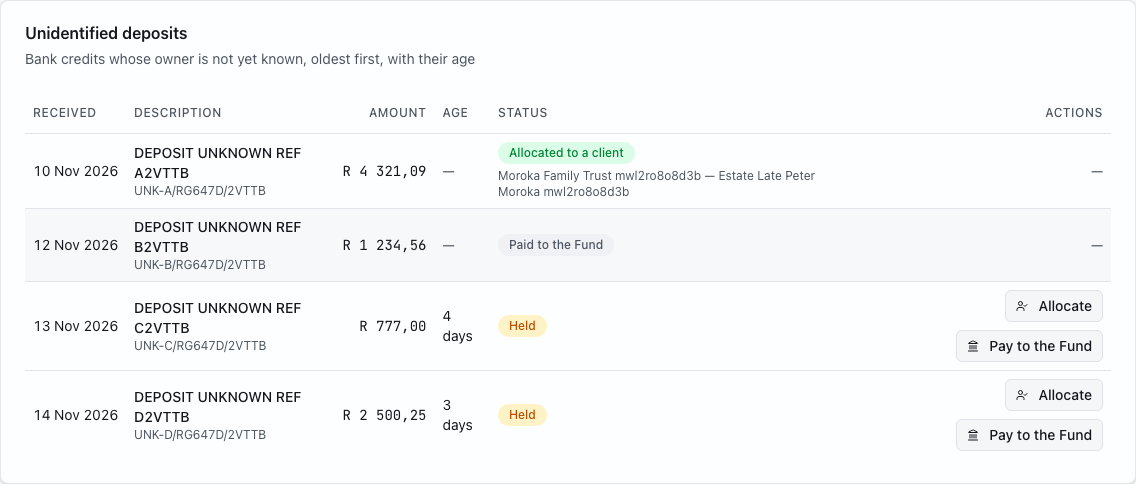 Unidentified deposits
Bank credits whose owner is not yet known, oldest first, with their age
RECEIVED DESCRIPTION AMOUNT AGE STATUS ACTIONS
10 Nov 2026 DEPOSIT UNKNOWN REF A2VTTB R 4 321,09 — Allocated to a client —
UNK-A/RG647D/2VTTB Moroka Family Trust mwl2ro8o8d3b — Estate Late Peter
Moroka mwl2ro8o8d3b
12 Nov 2026 DEPOSIT UNKNOWN REF B2VTTB R 1 234,56 — Paid to the Fund —
UNK-B/RG647D/2VTTB
13 Nov 2026 DEPOSIT UNKNOWN REF C2VTTB R 777,00 4 days Held Allocate
UNK-C/RG647D/2VTTB Pay to the Fund
14 Nov 2026 DEPOSIT UNKNOWN REF D2VTTB R 2 500,25 3 days Held Allocate
UNK-D/RG647D/2VTTB Pay to the Fund